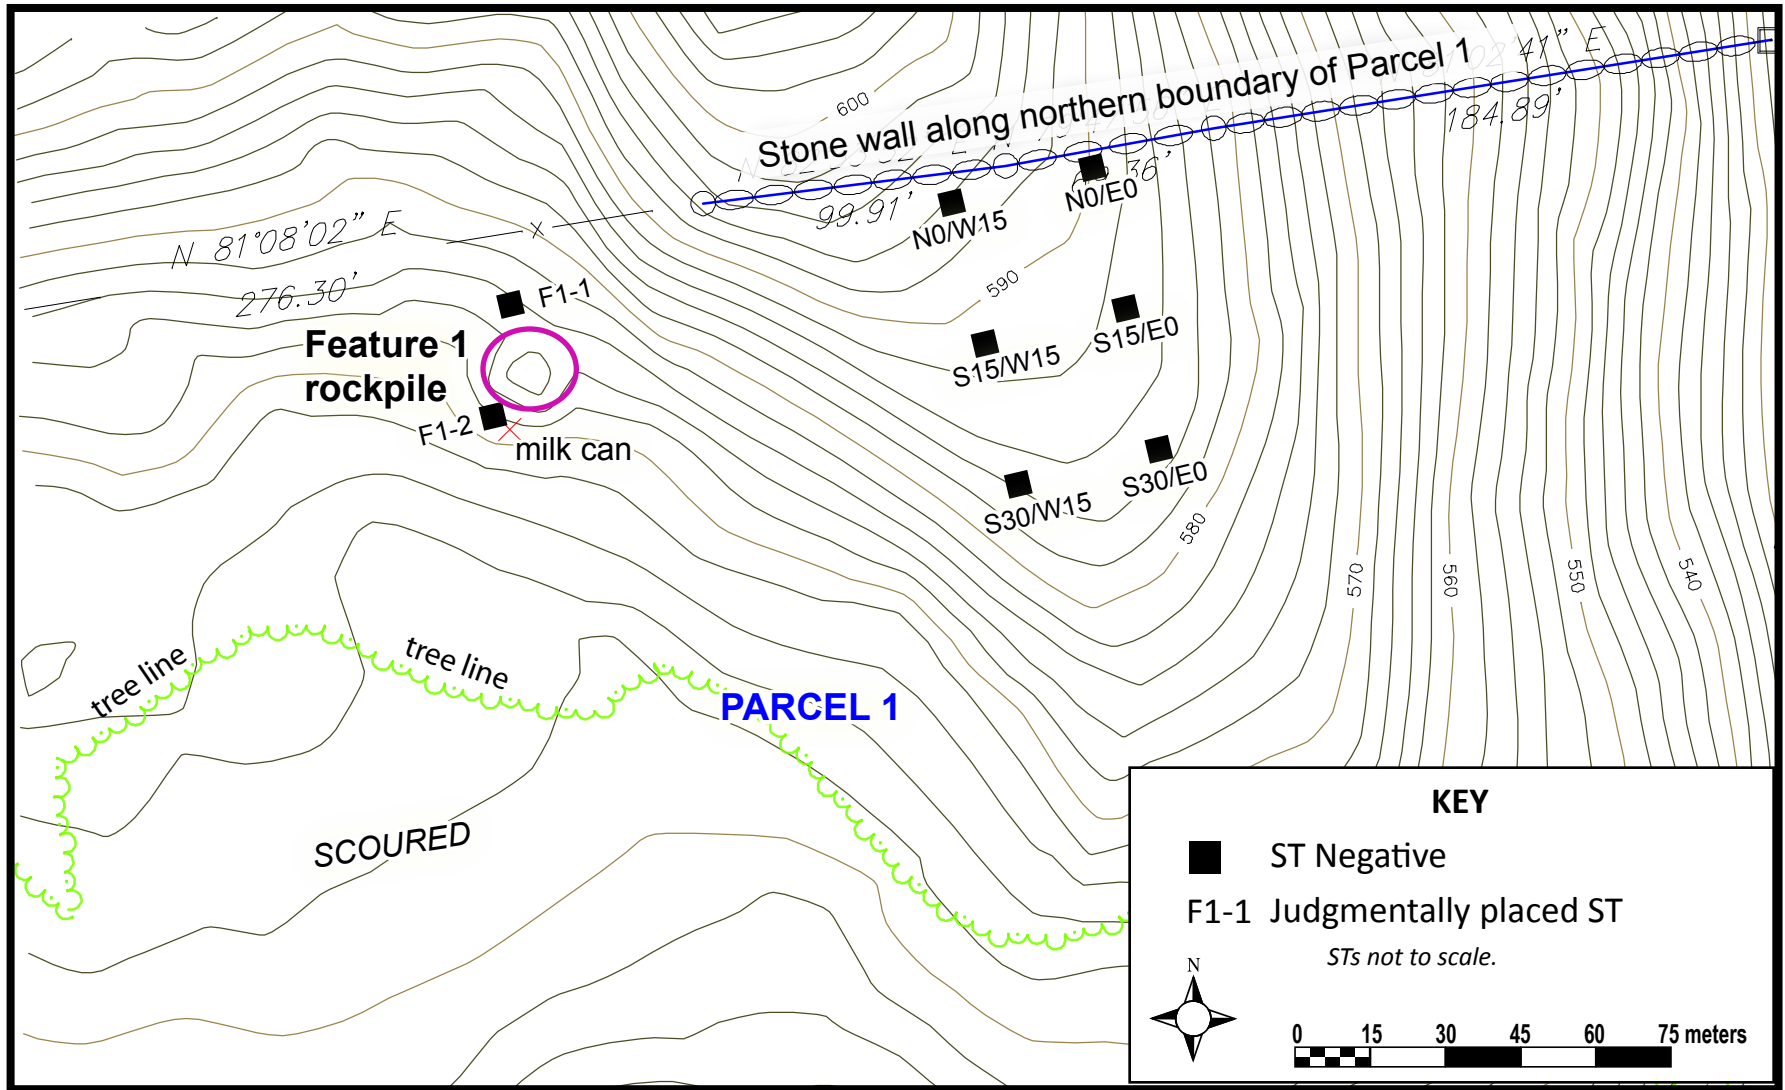 600
Stone wall along northern boundary of Parcel 1
02'41" E
184.89'
99.91'
36'
N0/E0
N0/W15
N 81°08'02" E
276.30'
F1-1
590
Feature 1
rockpile
S15/E0
S15/W15
F1-2
milk can
S30/E0
S30/W15
580
570
560
550
540
tree line
tree line
PARCEL 1
SCOURED
KEY
ST Negative
F1-1 Judgmentally placed ST
STs not to scale.
N
0 15 30 45 60 75 meters